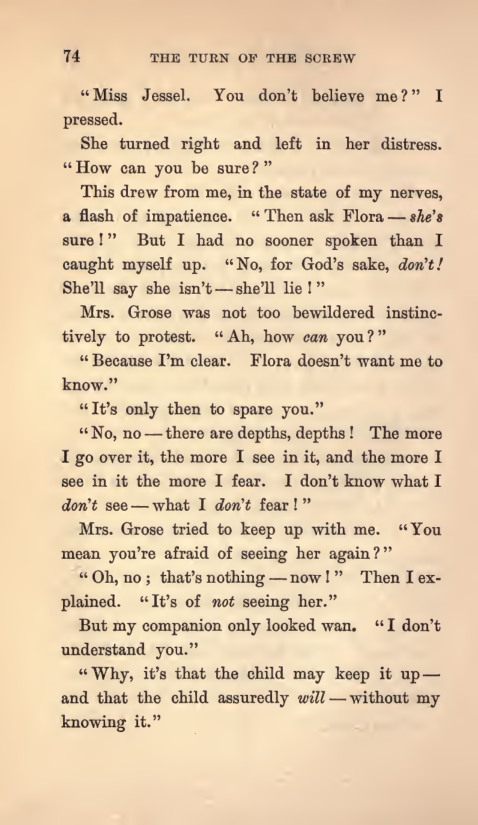 74 THE TURN OF THE SCREW
“Miss Jessel. You don’t believe me?” I
pressed.
She turned right and left in her distress.
“How can you be sure?”
This drew from me, in the state of my nerves,
a flash of impatience. “Then ask Flora — she’s
sure!” But I had no sooner spoken than I
caught myself up. “No, for God’s sake, don’t!
She’ll say she isn’t — she’ll lie!”
Mrs. Grose was not too bewildered instinc-
tively to protest. “Ah, how can you?”
“Because I’m clear. Flora doesn’t want me to
know.”
“It’s only then to spare you.”
“No, no — there are depths, depths! The more
I go over it, the more I see in it, and the more I
see in it the more I fear. I don’t know what I
don’t see — what I don’t fear!”
Mrs. Grose tried to keep up with me. “You
mean you’re afraid of seeing her again?”
“Oh, no; that’s nothing — now!” Then I ex-
plained. “It’s of not seeing her.”
But my companion only looked wan. “I don’t
understand you.”
“Why, it’s that the child may keep it up —
and that the child assuredly will — without my
knowing it.”